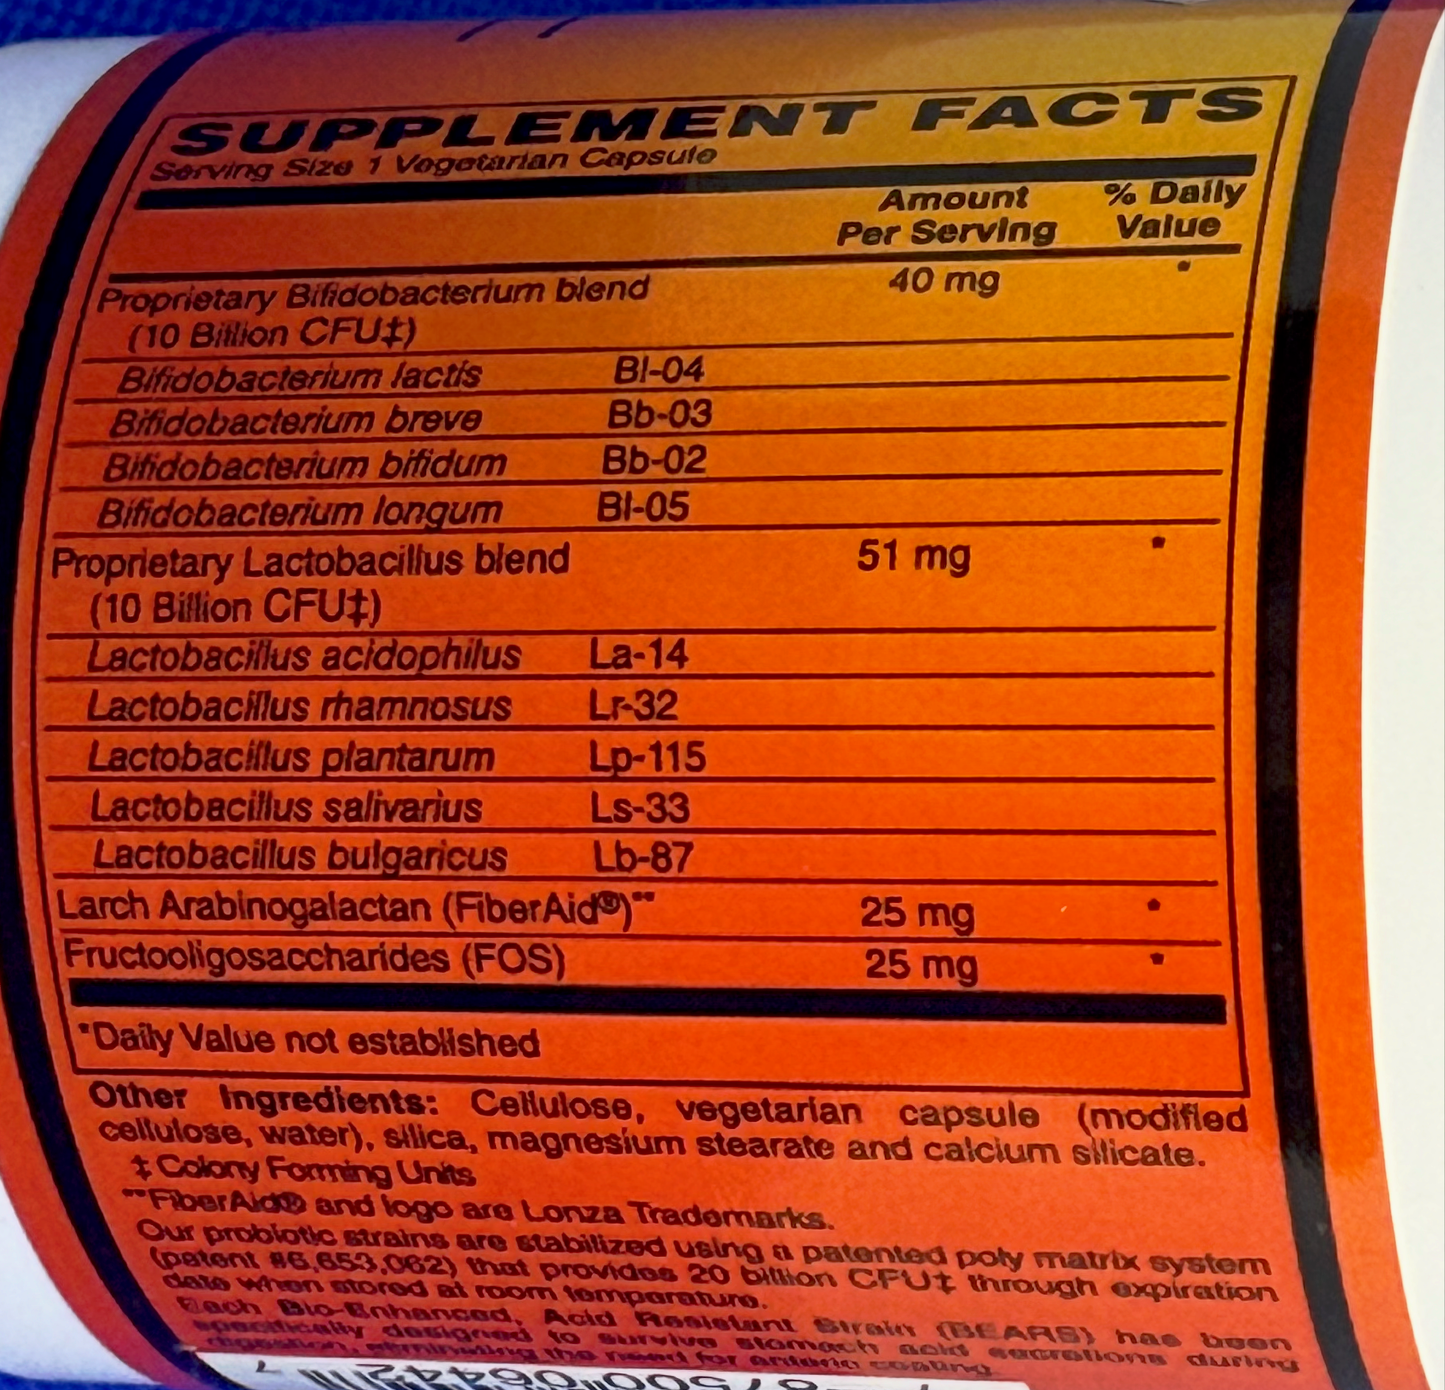 SUPPLEMENT FACTS
Serving Size 1 Vegetarian Capsule
Amount Per Serving % Daily Value
Proprietary Bifidobacterium blend 40 mg *
(10 Billion CFU‡)
Bifidobacterium lactis Bl-04
Bifidobacterium breve Bb-03
Bifidobacterium bifidum Bb-02
Bifidobacterium longum Bl-05
Proprietary Lactobacillus blend 51 mg *
(10 Billion CFU‡)
Lactobacillus acidophilus La-14
Lactobacillus rhamnosus Lr-32
Lactobacillus plantarum Lp-115
Lactobacillus salivarius Ls-33
Lactobacillus bulgaricus Lb-87
Larch Arabinogalactan (FiberAid®)** 25 mg *
Fructooligosaccharides (FOS) 25 mg *
*Daily Value not established
Other Ingredients: Cellulose, vegetarian capsule (modified
cellulose, water), silica, magnesium stearate and calcium silicate.
‡ Colony Forming Units
**FiberAid® and logo are Lonza Trademarks.
Our probiotic strains are stabilized using a patented poly matrix system
(patent #6,653,062) that provides 20 billion CFU‡ through expiration
date when stored at room temperature.
Each Bio-Enhanced, Acid Resistant Strain (BEARS) has been
specifically designed to survive stomach acid secretions during
digestion, eliminating the need for enteric coating.